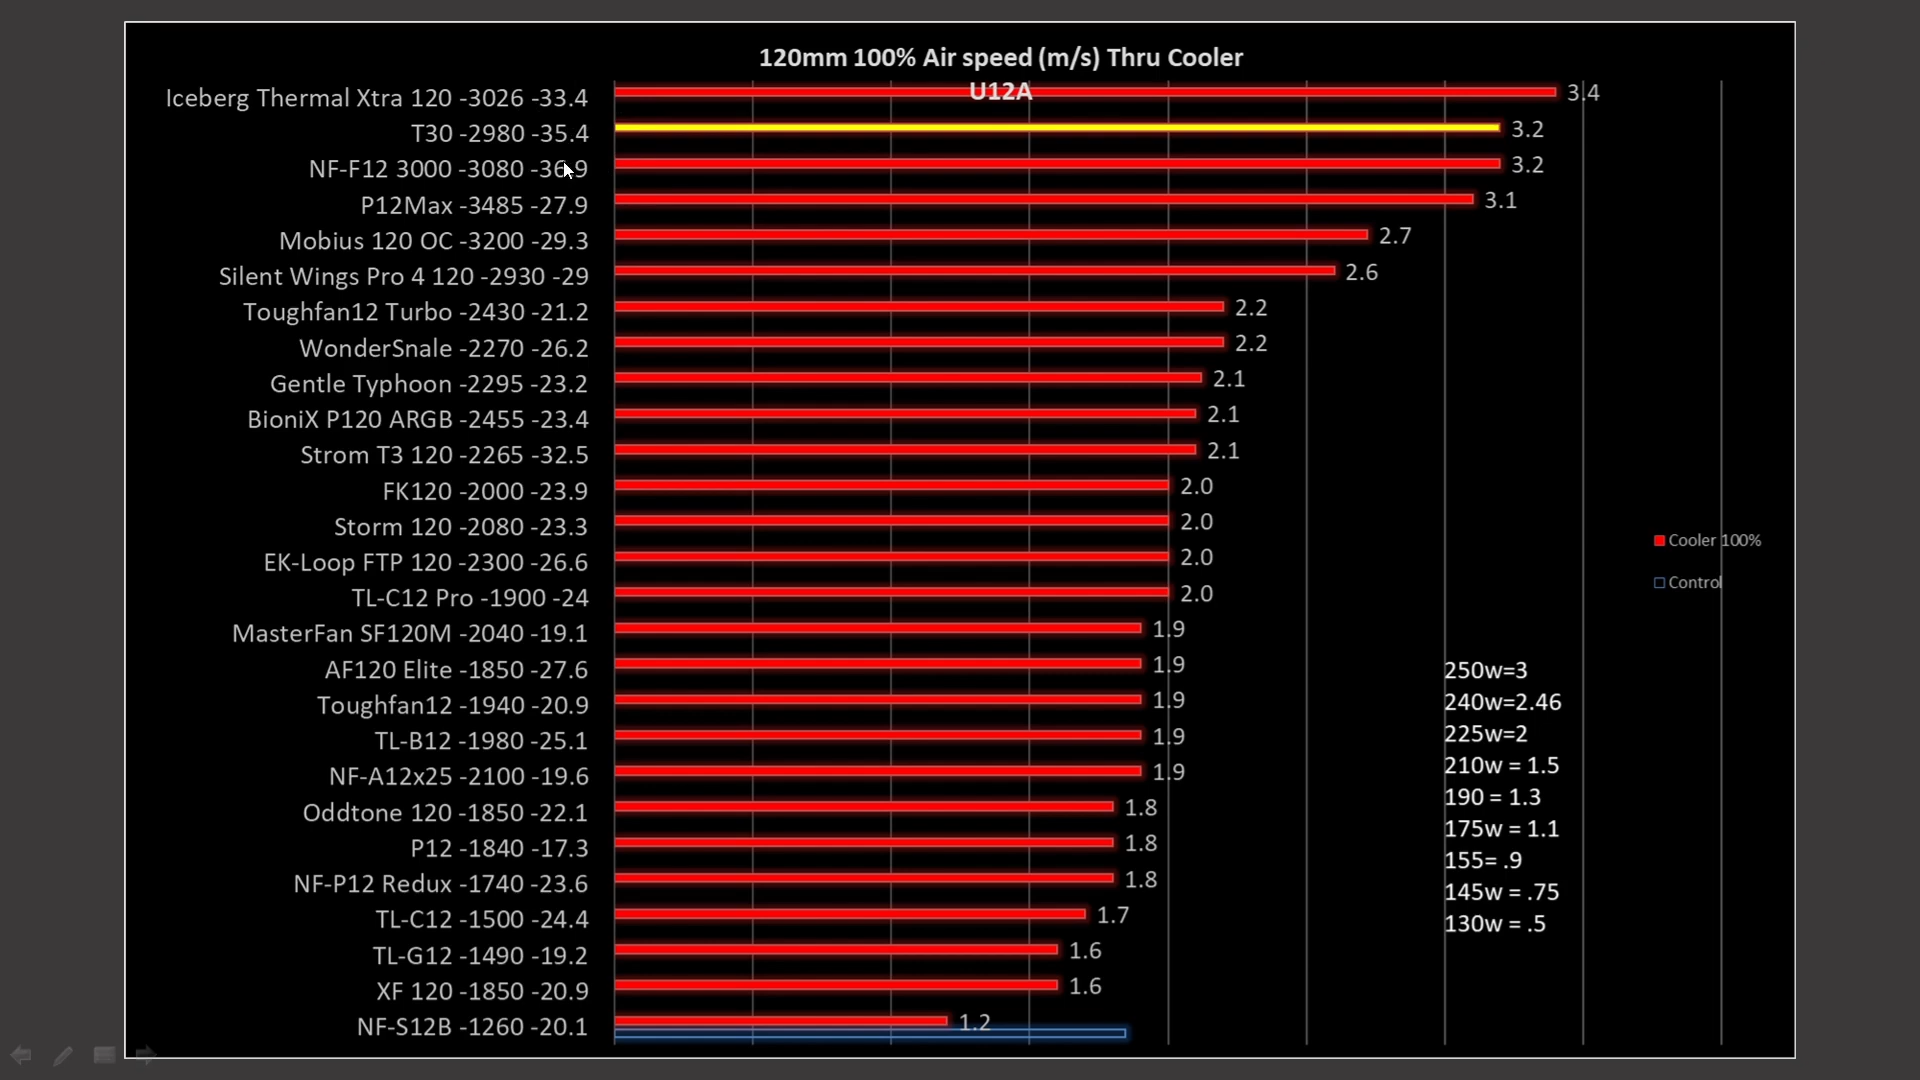 120mm 100% Air speed (m/s) Thru Cooler
U12A
Iceberg Thermal Xtra 120 -3026 -33.4 3.4
T30 -2980 -35.4 3.2
NF-F12 3000 -3080 -36.9 3.2
P12Max -3485 -27.9 3.1
Mobius 120 OC -3200 -29.3 2.7
Silent Wings Pro 4 120 -2930 -29 2.6
Toughfan12 Turbo -2430 -21.2 2.2
WonderSnale -2270 -26.2 2.2
Gentle Typhoon -2295 -23.2 2.1
BioniX P120 ARGB -2455 -23.4 2.1
Strom T3 120 -2265 -32.5 2.1
FK120 -2000 -23.9 2.0
Storm 120 -2080 -23.3 2.0
EK-Loop FTP 120 -2300 -26.6 2.0
TL-C12 Pro -1900 -24 2.0
MasterFan SF120M -2040 -19.1 1.9
AF120 Elite -1850 -27.6 1.9
Toughfan12 -1940 -20.9 1.9
TL-B12 -1980 -25.1 1.9
NF-A12x25 -2100 -19.6 1.9
Oddtone 120 -1850 -22.1 1.8
P12 -1840 -17.3 1.8
NF-P12 Redux -1740 -23.6 1.8
TL-C12 -1500 -24.4 1.7
TL-G12 -1490 -19.2 1.6
XF 120 -1850 -20.9 1.6
NF-S12B -1260 -20.1 1.2
Cooler 100%
Control
250w=3
240w=2.46
225w=2
210w = 1.5
190 = 1.3
175w = 1.1
155= .9
145w = .75
130w = .5